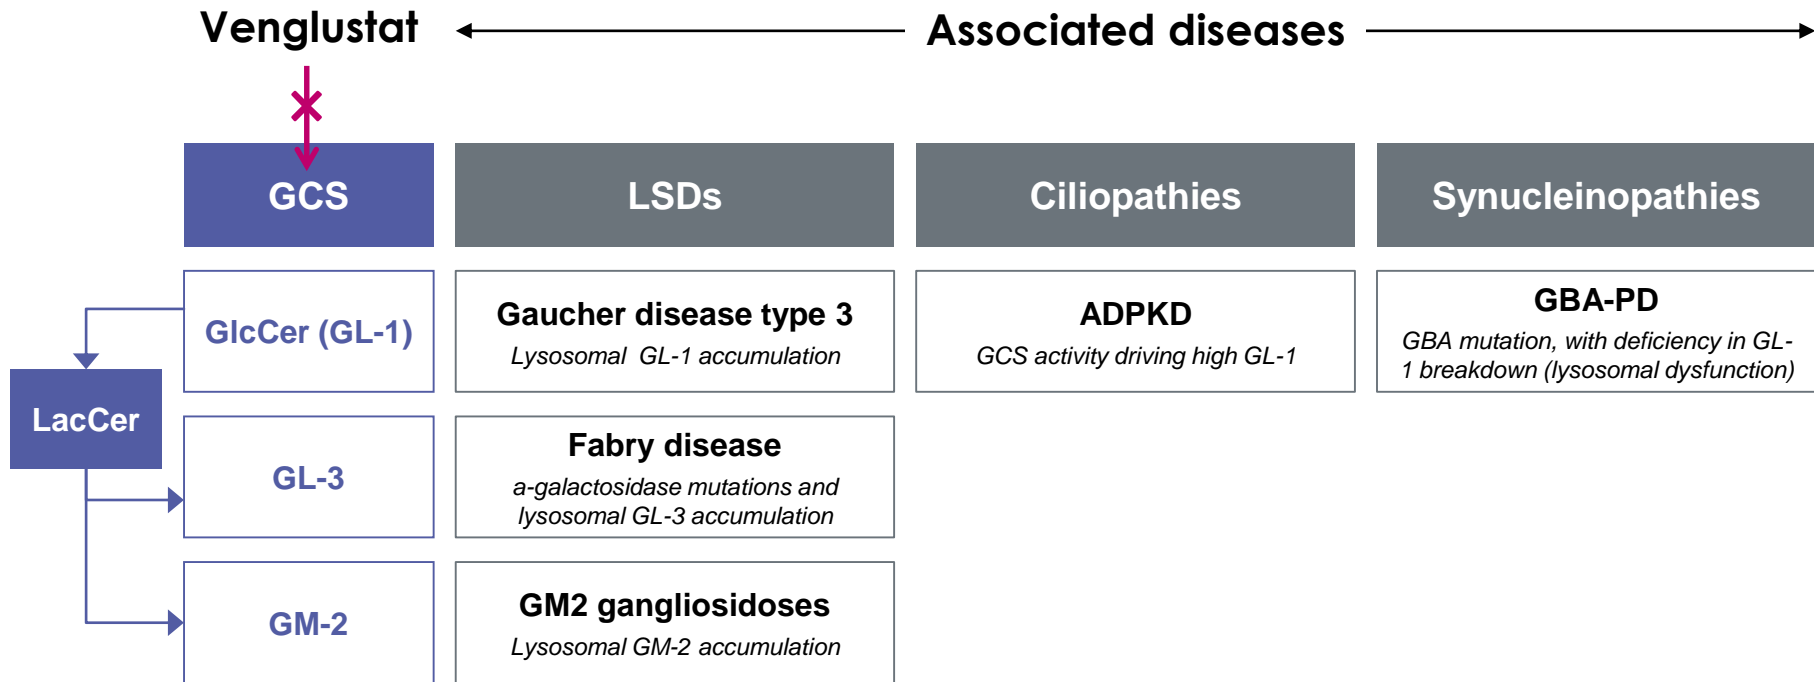 Venglustat
Associated diseases
GCS
LSDs
Ciliopathies
Synucleinopathies
GlcCer (GL-1)
Gaucher disease type 3
Lysosomal GL-1 accumulation
ADPKD
GCS activity driving high GL-1
GBA-PD
GBA mutation, with deficiency in GL-
1 breakdown (lysosomal dysfunction)
LacCer
GL-3
Fabry disease
a-galactosidase mutations and
lysosomal GL-3 accumulation
GM-2
GM2 gangliosidoses
Lysosomal GM-2 accumulation